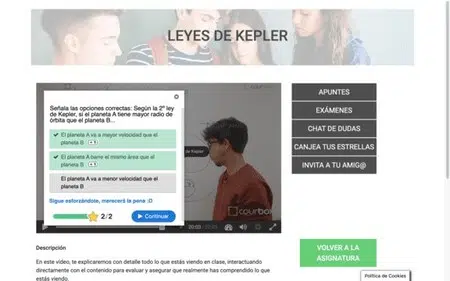 LEYES DE KEPLER
Señala las opciones correctas: Según la 2º ley
de Kepler, si el planeta A tiene mayor radio de
órbita que el planeta B...
El planeta A va a mayor velocidad que el
planeta B
El planeta A barre el mismo área que el
planeta B
El planeta A va a menor velocidad que el
planeta B
Sigue esforzándote, merecerá la pena :D
2/2
Continuar
de Kepler
APUNTES
EXÁMENES
CHAT DE DUDAS
CANJEA TUS ESTRELLAS
INVITA A TU AMIG@
Descripción
En este vídeo, te explicaremos con detalle todo lo que estás viendo en clase, interactuando
directamente con el contenido para evaluar y asegurar que realmente has comprendido lo
que estás viendo.
VOLVER A LA
ASIGNATURA
Política de Cookies